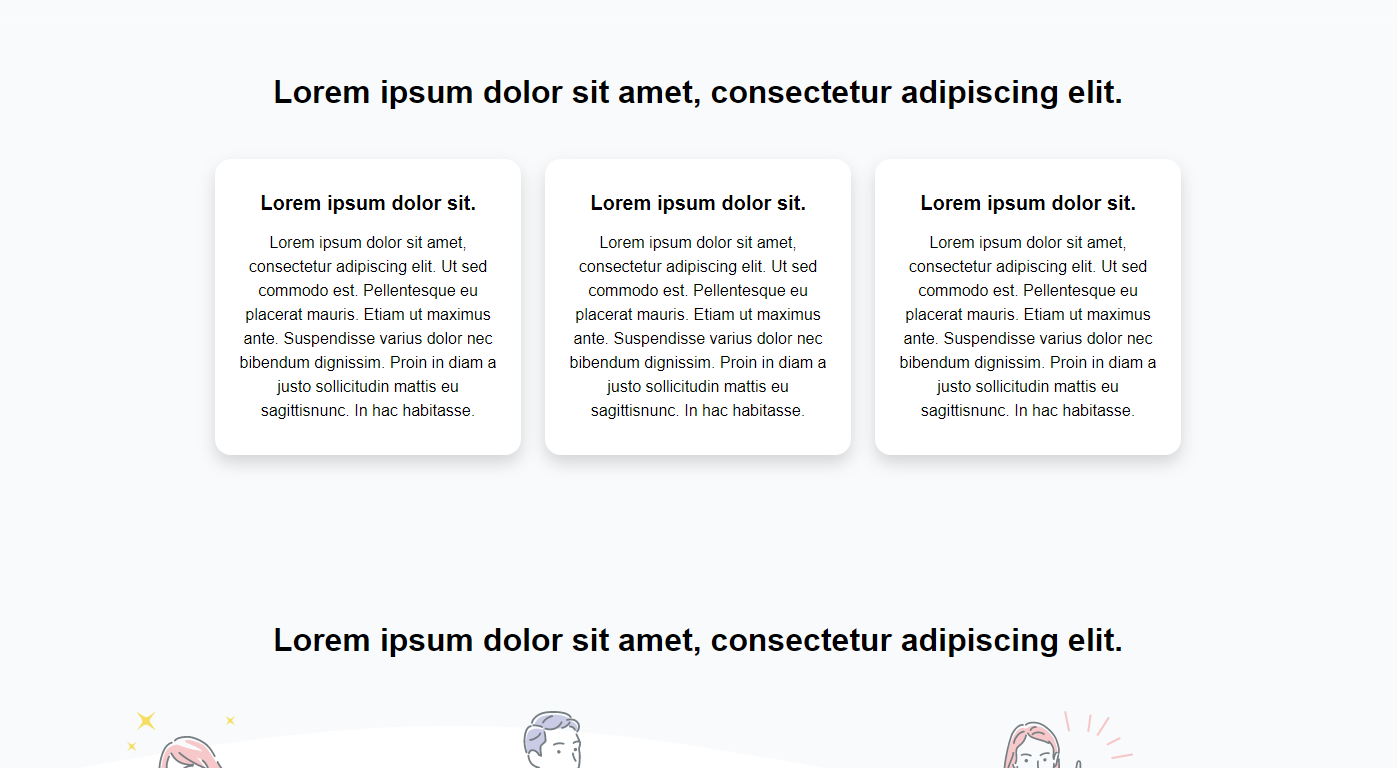 Lorem ipsum dolor sit amet, consectetur adipiscing elit.
Lorem ipsum dolor sit.
Lorem ipsum dolor sit amet,
consectetur adipiscing elit. Ut sed
commodo est. Pellentesque eu
placerat mauris. Etiam ut maximus
ante. Suspendisse varius dolor nec
bibendum dignissim. Proin in diam a
justo sollicitudin mattis eu
sagittisnunc. In hac habitasse.
Lorem ipsum dolor sit.
Lorem ipsum dolor sit amet,
consectetur adipiscing elit. Ut sed
commodo est. Pellentesque eu
placerat mauris. Etiam ut maximus
ante. Suspendisse varius dolor nec
bibendum dignissim. Proin in diam a
justo sollicitudin mattis eu
sagittisnunc. In hac habitasse.
Lorem ipsum dolor sit.
Lorem ipsum dolor sit amet,
consectetur adipiscing elit. Ut sed
commodo est. Pellentesque eu
placerat mauris. Etiam ut maximus
ante. Suspendisse varius dolor nec
bibendum dignissim. Proin in diam a
justo sollicitudin mattis eu
sagittisnunc. In hac habitasse.
Lorem ipsum dolor sit amet, consectetur adipiscing elit.